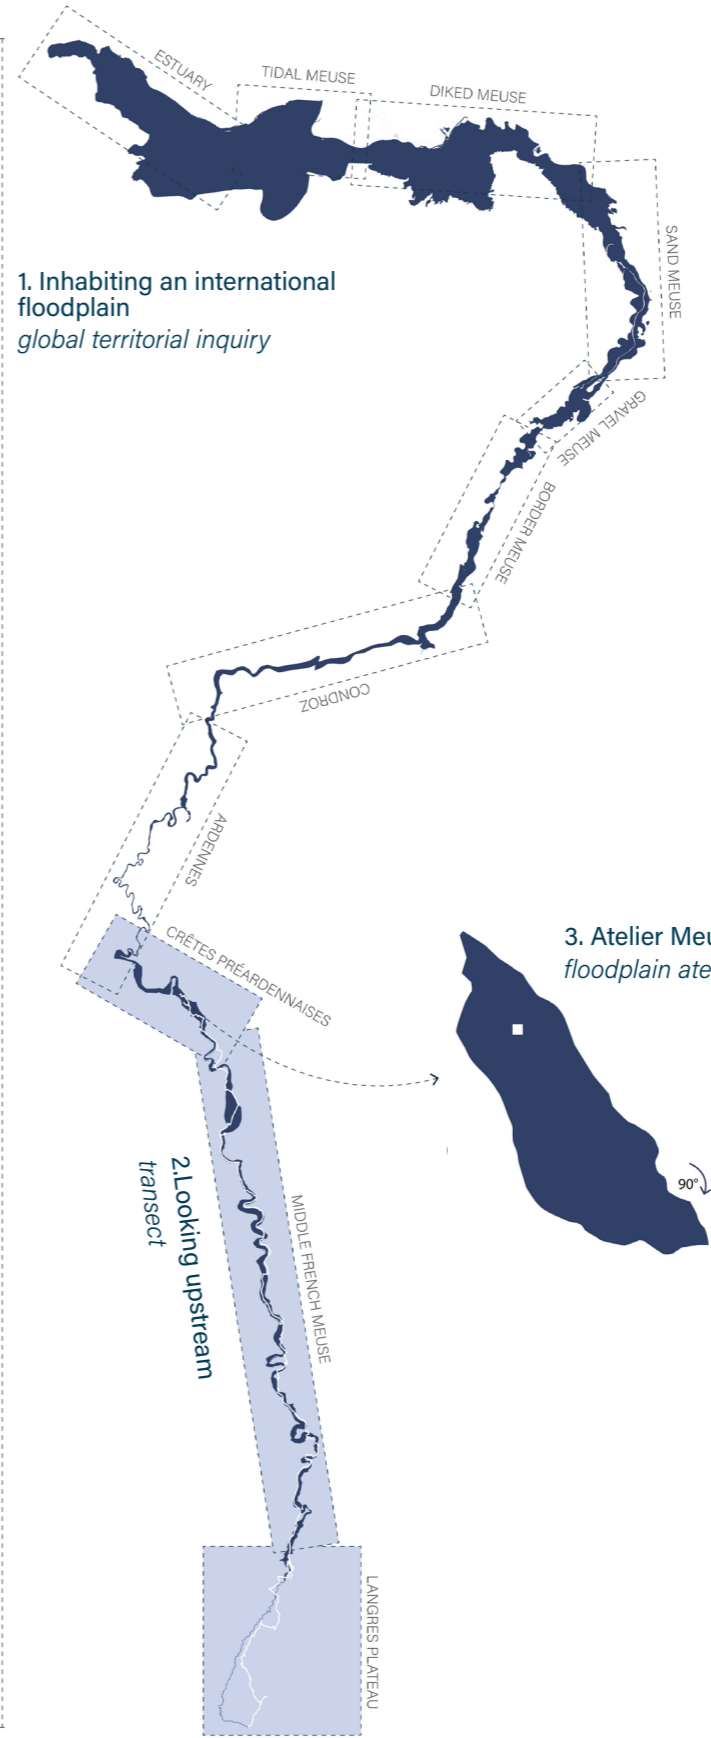 ESTUARY
TIDAL MEUSE
DIKED MEUSE
SAND MEUSE
1. Inhabiting an international
floodplain
global territorial inquiry
GRAVEL MEUSE
BORDER MEUSE
CONDROZ
ARDENNES
CRÊTES PRÉARDENNAISES
3. Atelier Meu
floodplain ate
90°
2.Looking upstream
transect
MIDDLE FRENCH MEUSE
LANGRES PLATEAU